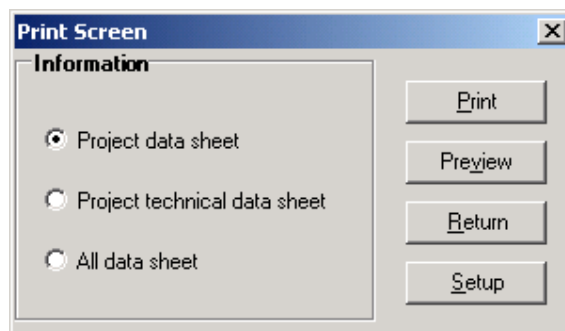 Print Screen
Information
Project data sheet
Project technical data sheet
All data sheet
Print
Preview
Return
Setup